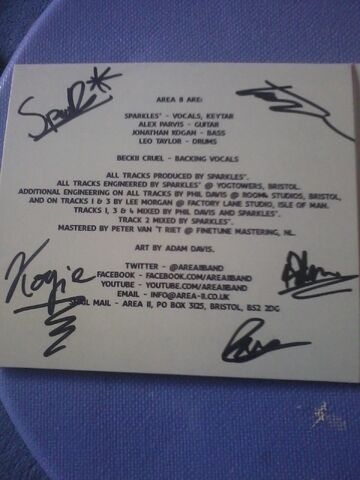 AREA 11 ARE:
SPARKLES* - VOCALS, KEYTAR
ALEX PARVIS - GUITAR
JONATHAN KOGAN - BASS
LEO TAYLOR - DRUMS
BECKII CRUEL - BACKING VOCALS
ALL TRACKS PRODUCED BY SPARKLES*.
ALL TRACKS ENGINEERED BY SPARKLES* @ YOGTOWERS, BRISTOL.
ADDITIONAL ENGINEERING ON ALL TRACKS BY PHIL DAVIS @ ROOM6 STUDIOS, BRISTOL,
AND ON TRACKS 1 & 3 BY LEE MORGAN @ FACTORY LANE STUDIO, ISLE OF MAN.
TRACKS 1, 3 & 4 MIXED BY PHIL DAVIS AND SPARKLES*.
TRACK 2 MIXED BY SPARKLES*.
MASTERED BY PETER VAN 'T RIET @ FINETUNE MASTERING, NL.
ART BY ADAM DAVIS.
TWITTER - @AREA11BAND
FACEBOOK - FACEBOOK.COM/AREA11BAND
YOUTUBE - YOUTUBE.COM/AREA11BAND
EMAIL - INFO@AREA-11.CO.UK
MAIL - AREA 11, PO BOX 3125, BRISTOL, BS2 2DG
Kogie